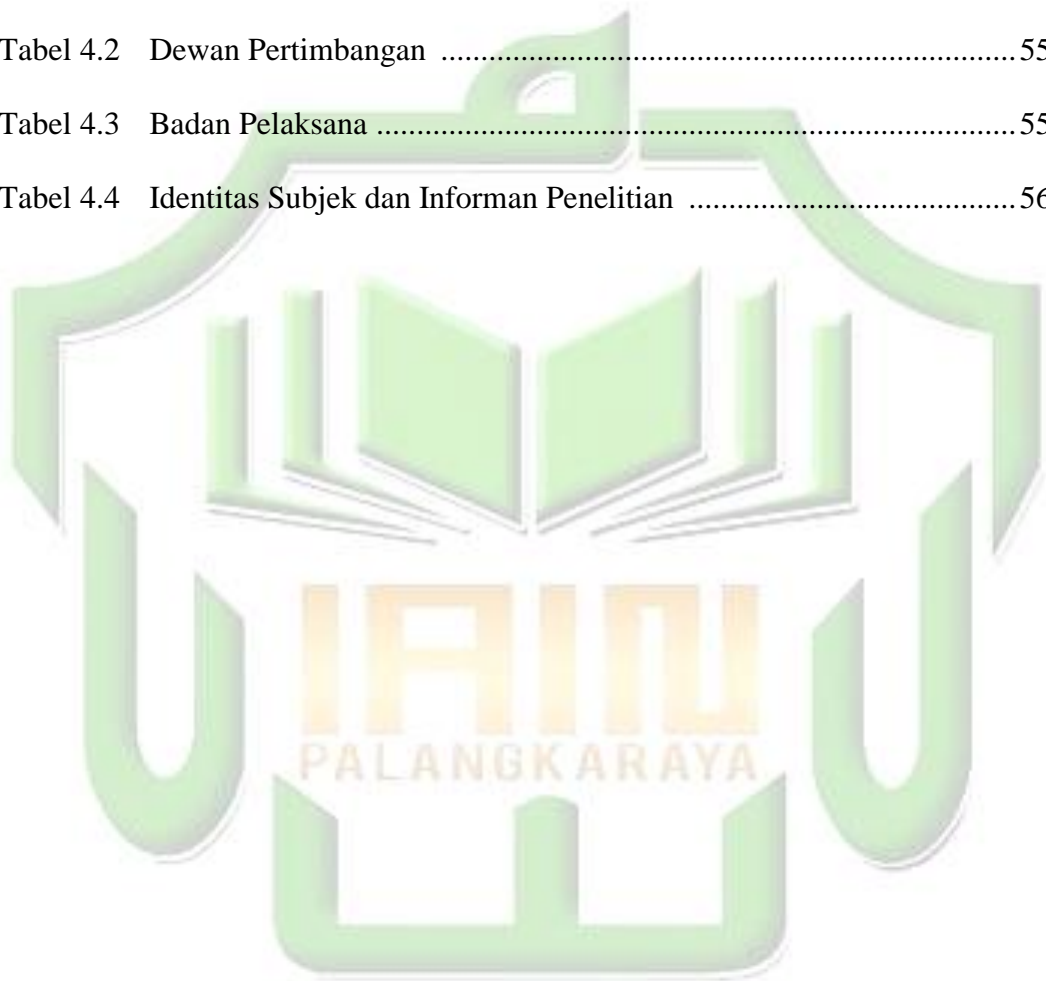 Tabel 4.2 Dewan Pertimbangan ........................................................................ 55
Tabel 4.3 Badan Pelaksana ................................................................................ 55
Tabel 4.4 Identitas Subjek dan Informan Penelitian ......................................... 56
IAIN
PALANGKARAYA